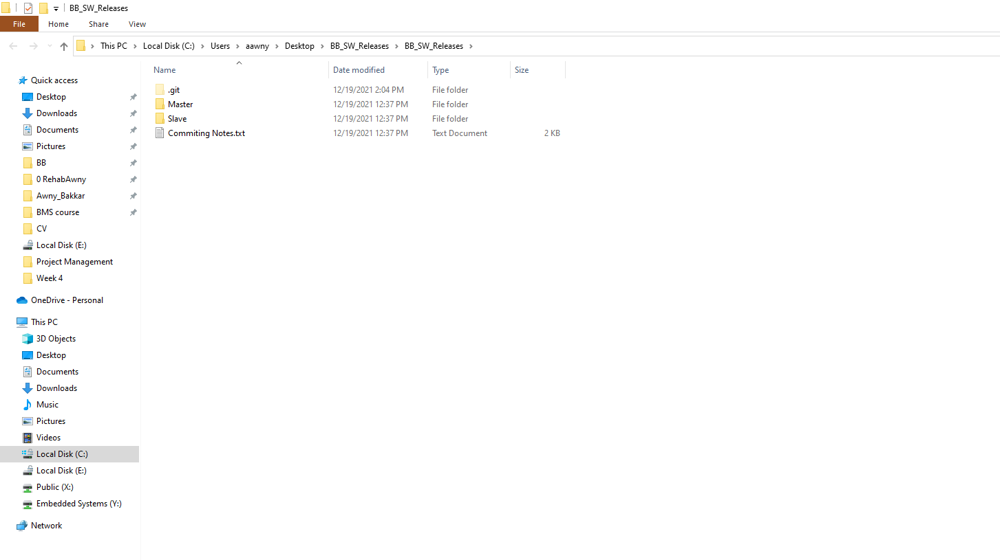 BB_SW_Releases
File Home Share View
This PC Local Disk (C:) Users aawny Desktop BB_SW_Releases BB_SW_Releases
Name Date modified Type Size
.git 12/19/2021 2:04 PM File folder
Master 12/19/2021 12:37 PM File folder
Slave 12/19/2021 12:37 PM File folder
Commiting Notes.txt 12/19/2021 12:37 PM Text Document 2 KB
Quick access
Desktop
Downloads
Documents
Pictures
BB
0 RehabAwny
Awny_Bakkar
BMS course
CV
Local Disk (E:)
Project Management
Week 4
OneDrive - Personal
This PC
3D Objects
Desktop
Documents
Downloads
Music
Pictures
Videos
Local Disk (C:)
Local Disk (E:)
Public (X:)
Embedded Systems (Y:)
Network